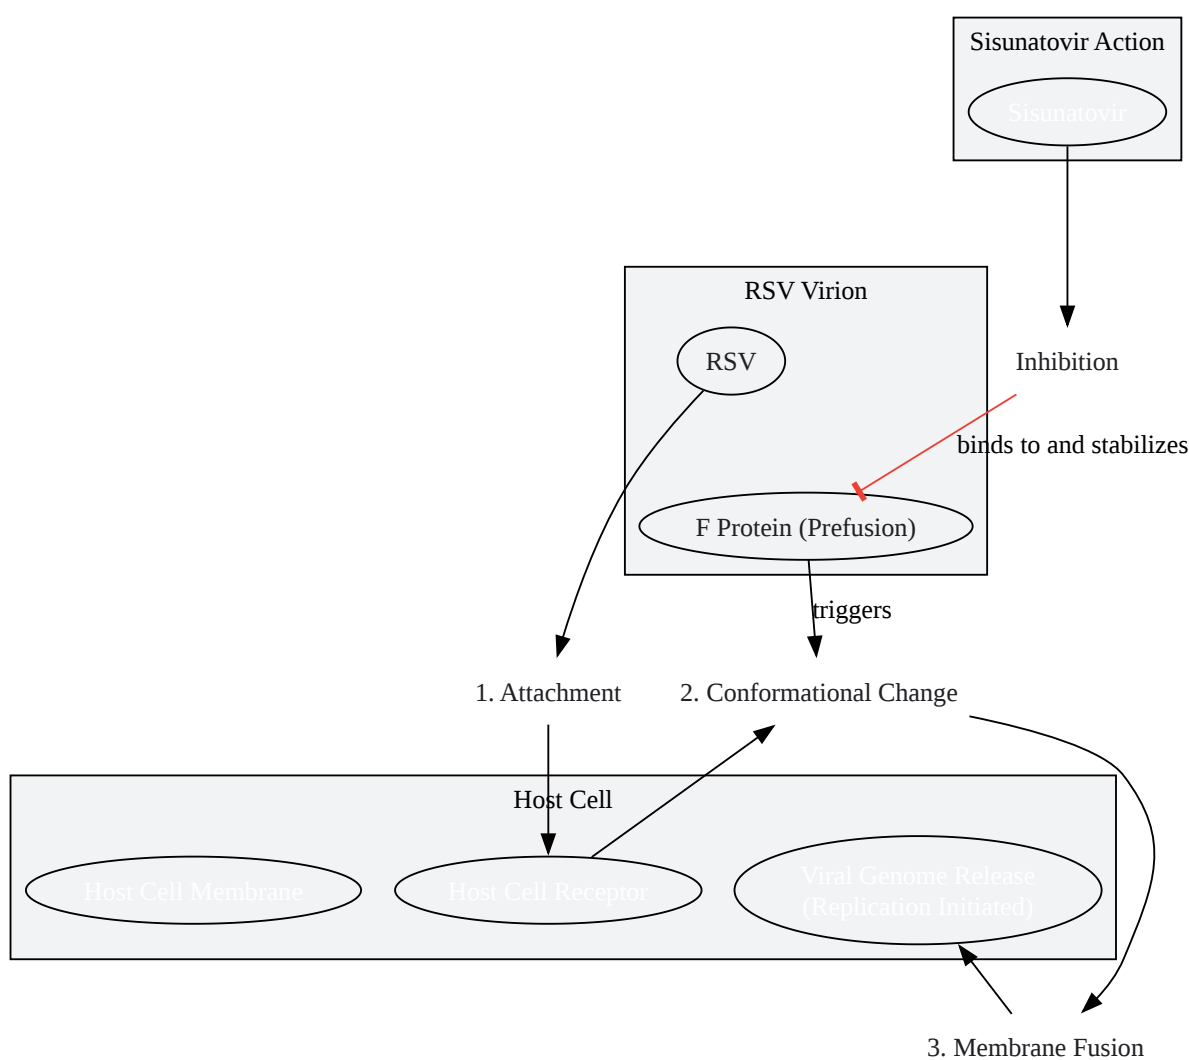 Sisunatovir Action
Sisunatovir
RSV Virion
RSV
Inhibition
binds to and stabilizes
F Protein (Prefusion)
triggers
1. Attachment
2. Conformational Change
Host Cell
Host Cell Membrane
Host Cell Receptor
Viral Genome Release
(Replication Initiated)
3. Membrane Fusion